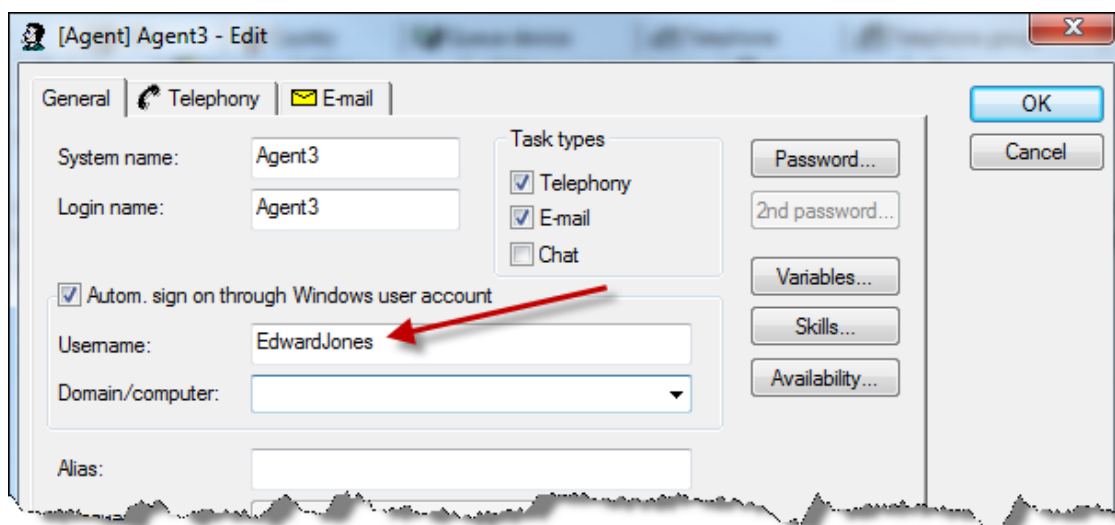 [Agent] Agent3 - Edit
General Telephony E-mail
OK
Cancel
System name: Agent3
Login name: Agent3
Task types
Telephony
E-mail
Chat
Password...
2nd password...
Variables...
Skills...
Availability...
Autom. sign on through Windows user account
Username: EdwardJones
Domain/computer:
Alias: